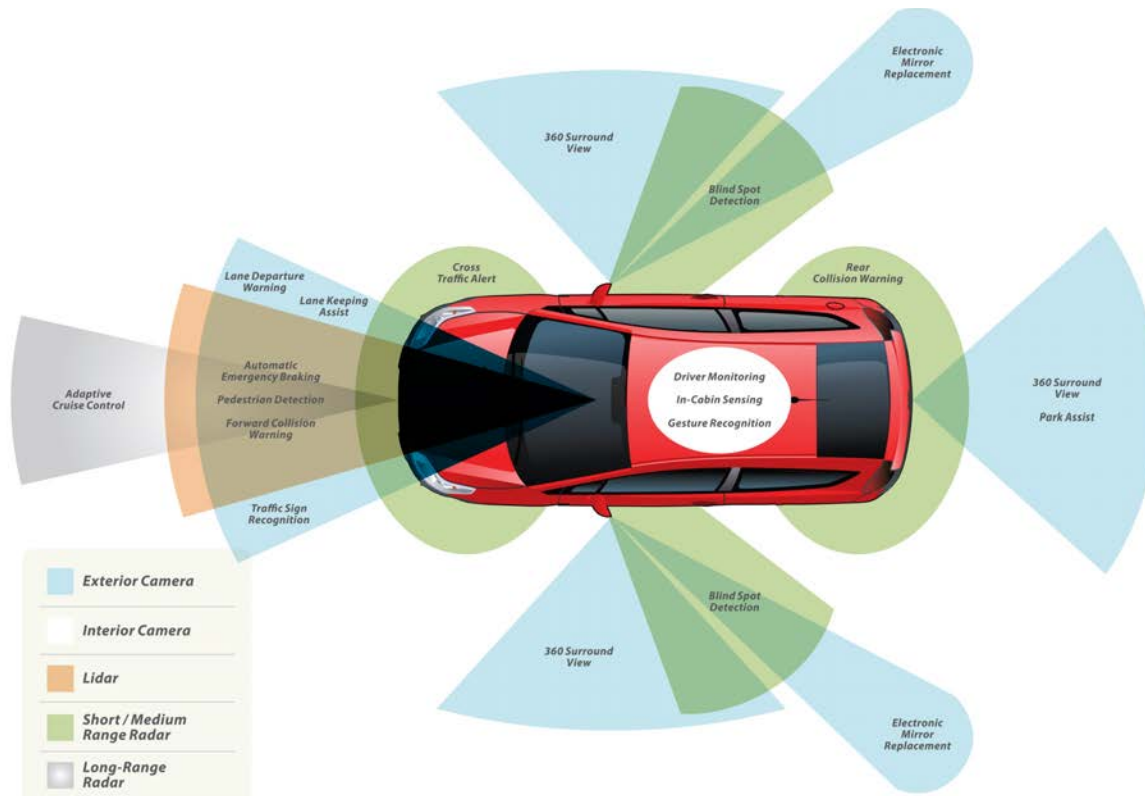 Electronic
Mirror
Replacement
360 Surround
View
Blind Spot
Detection
Cross
Traffic Alert
Rear
Collision Warning
Lane Departure
Warning
Lane Keeping
Assist
Adaptive
Cruise Control
Automatic
Emergency Braking
Pedestrian Detection
Forward Collision
Warning
Driver Monitoring
In-Cabin Sensing
Gesture Recognition
360 Surround
View
Park Assist
Traffic Sign
Recognition
Blind Spot
Detection
360 Surround
View
Electronic
Mirror
Replacement
Exterior Camera
Interior Camera
Lidar
Short / Medium
Range Radar
Long-Range
Radar